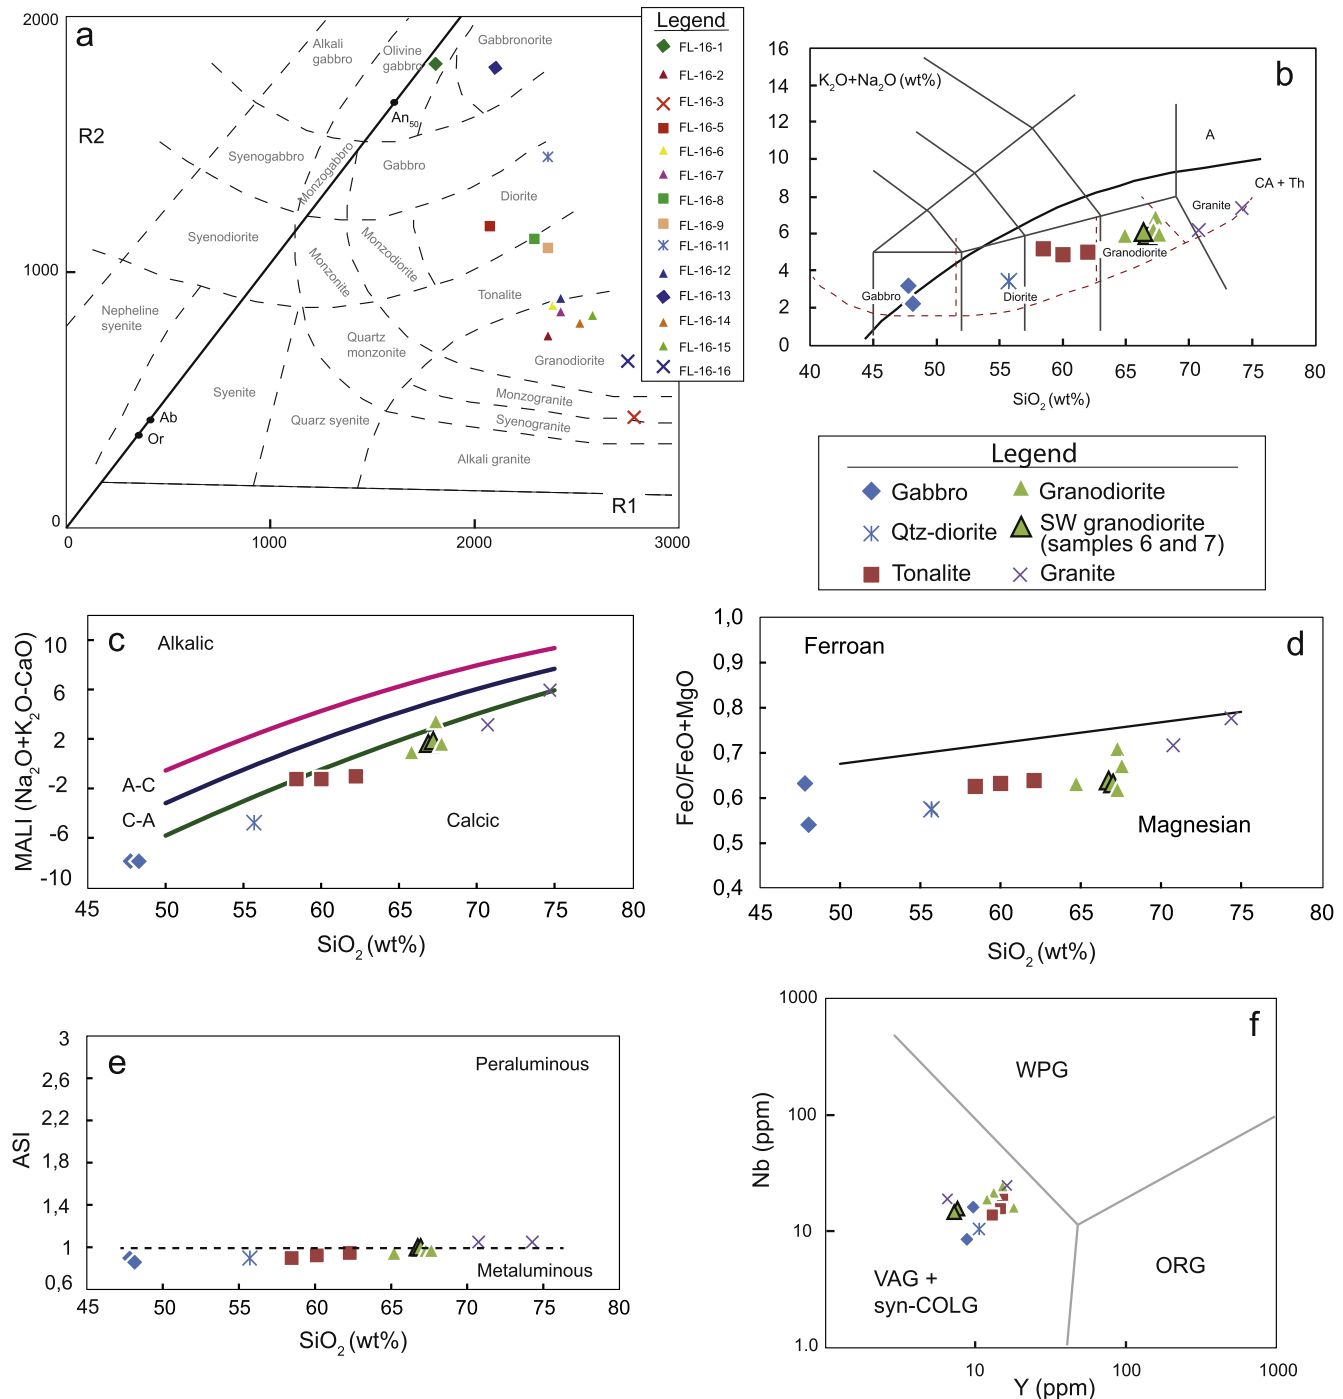 a
2000
1000
0
R2
Alkali
gabbro
Olivine
gabbro
Gabbronorite
An50
Syenogabbro
Monzogabbro
Gabbro
Diorite
Syenodiorite
Monzodiorite
Monzonite
Tonalite
Nepheline
syenite
Quartz
monzonite
Granodiorite
Monzogranite
Syenogranite
Syenite
Quarz syenite
Alkali granite
Ab
Or
R1
0
1000
2000
3000
Legend
FL-16-1
FL-16-2
FL-16-3
FL-16-5
FL-16-6
FL-16-7
FL-16-8
FL-16-9
FL-16-11
FL-16-12
FL-16-13
FL-16-14
FL-16-15
FL-16-16
b
16
14
12
10
8
6
4
2
0
K2O+Na2O (wt%)
A
CA + Th
Granite
Granodiorite
Gabbro
Diorite
40 45 50 55 60 65 70 75 80
SiO2 (wt%)
Legend
Gabbro
Granodiorite
Qtz-diorite
SW granodiorite
(samples 6 and 7)
Tonalite
Granite
c
MALI (Na2O+K2O-CaO)
10
6
2
-2
-6
-10
Alkalic
A-C
C-A
Calcic
45 50 55 60 65 70 75 80
SiO2 (wt%)
d
FeO/FeO+MgO
1,0
0,9
0,8
0,7
0,6
0,5
0,4
Ferroan
Magnesian
45 50 55 60 65 70 75 80
SiO2 (wt%)
e
ASI
3
2,6
2,2
1,8
1,4
1
0,6
Peraluminous
Metaluminous
45 50 55 60 65 70 75 80
SiO2 (wt%)
f
Nb (ppm)
1000
100
10
1.0
WPG
ORG
VAG +
syn-COLG
10 100 1000
Y (ppm)